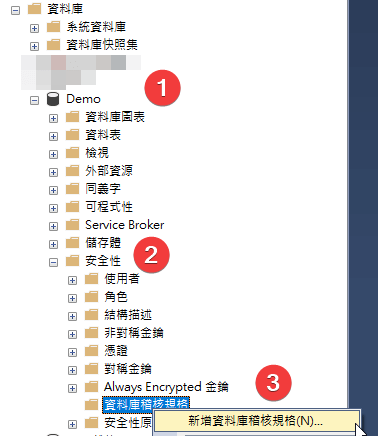 資料庫
系統資料庫
資料庫快照集
1
Demo
資料庫圖表
資料表
檢視
外部資源
同義字
可程式性
Service Broker
儲存體
安全性
2
使用者
角色
結構描述
非對稱金鑰
憑證
對稱金鑰
Always Encrypted 金鑰
3
資料庫稽核規格
新增資料庫稽核規格(N)...
安全性原